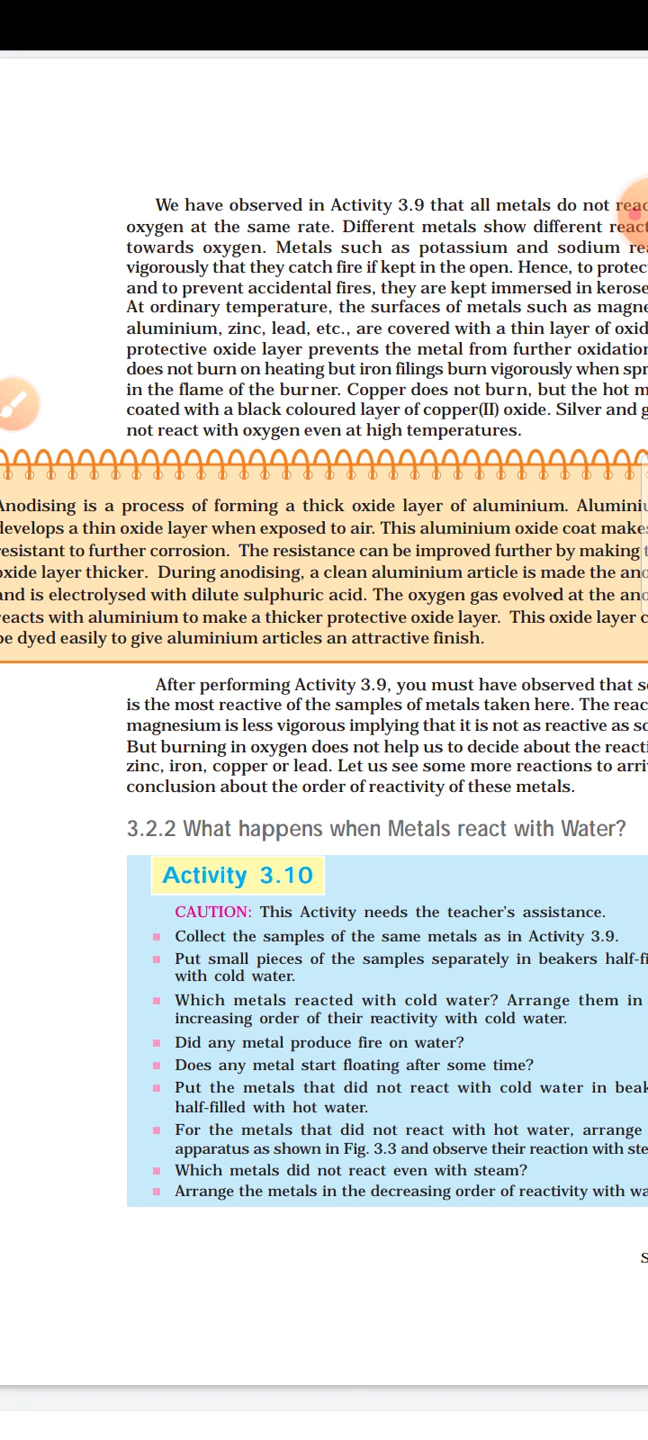 We have observed in Activity 3.9 that all metals do not reac
oxygen at the same rate. Different metals show different react
towards oxygen. Metals such as potassium and sodium rea
vigorously that they catch fire if kept in the open. Hence, to protec
and to prevent accidental fires, they are kept immersed in kerose
At ordinary temperature, the surfaces of metals such as magne
aluminium, zinc, lead, etc., are covered with a thin layer of oxid
protective oxide layer prevents the metal from further oxidation
does not burn on heating but iron filings burn vigorously when spr
in the flame of the burner. Copper does not burn, but the hot m
coated with a black coloured layer of copper(II) oxide. Silver and g
not react with oxygen even at high temperatures.
Anodising is a process of forming a thick oxide layer of aluminium. Aluminiu
develops a thin oxide layer when exposed to air. This aluminium oxide coat makes
resistant to further corrosion. The resistance can be improved further by making t
oxide layer thicker. During anodising, a clean aluminium article is made the ano
and is electrolysed with dilute sulphuric acid. The oxygen gas evolved at the ano
reacts with aluminium to make a thicker protective oxide layer. This oxide layer c
be dyed easily to give aluminium articles an attractive finish.
After performing Activity 3.9, you must have observed that so
is the most reactive of the samples of metals taken here. The reac
magnesium is less vigorous implying that it is not as reactive as so
But burning in oxygen does not help us to decide about the reacti
zinc, iron, copper or lead. Let us see some more reactions to arri
conclusion about the order of reactivity of these metals.
3.2.2 What happens when Metals react with Water?
Activity 3.10
CAUTION: This Activity needs the teacher's assistance.
Collect the samples of the same metals as in Activity 3.9.
Put small pieces of the samples separately in beakers half-fi
with cold water.
Which metals reacted with cold water? Arrange them in
increasing order of their reactivity with cold water.
Did any metal produce fire on water?
Does any metal start floating after some time?
Put the metals that did not react with cold water in beak
half-filled with hot water.
For the metals that did not react with hot water, arrange
apparatus as shown in Fig. 3.3 and observe their reaction with ste
Which metals did not react even with steam?
Arrange the metals in the decreasing order of reactivity with wa
S